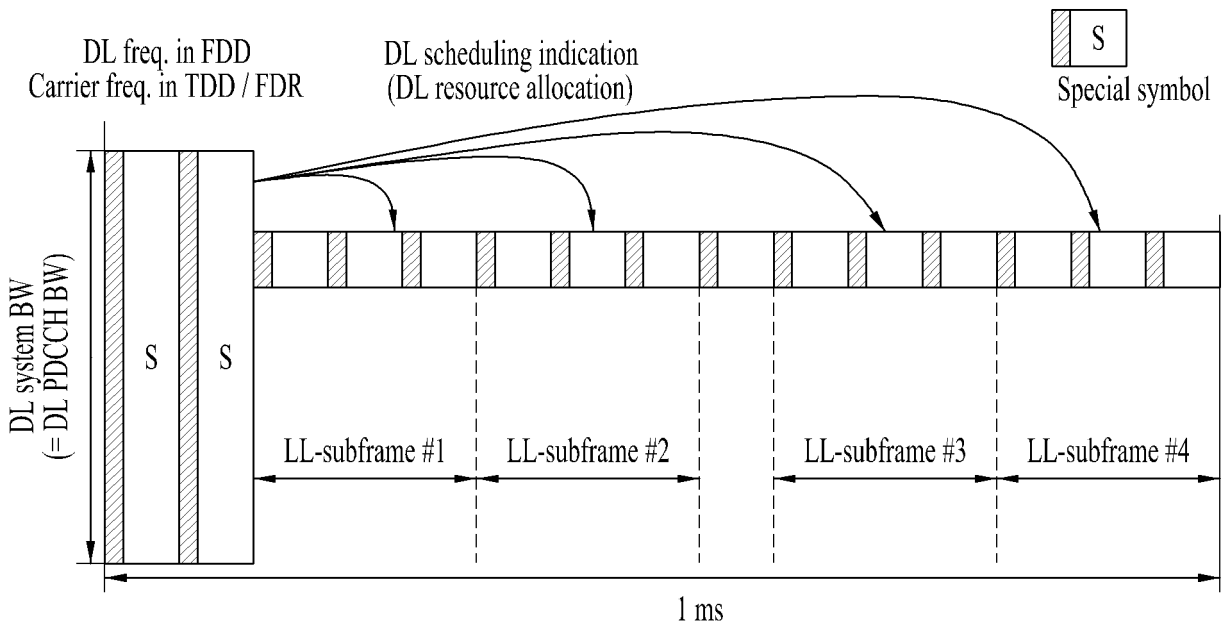 DL freq. in FDD
Carrier freq. in TDD / FDR
DL scheduling indication
(DL resource allocation)
S
Special symbol
DL system BW
(= DL PDCCH BW)
S
S
LL-subframe #1
LL-subframe #2
LL-subframe #3
LL-subframe #4
1 ms